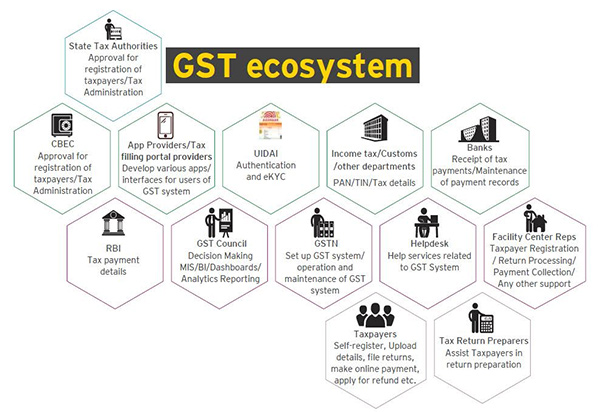 GST ecosystem
State Tax Authorities
Approval for
registration of
taxpayers/Tax
Administration
CBEC
Approval for
registration of
taxpayers/Tax
Administration
App Providers/Tax
filling portal providers
Develop various apps/
interfaces for users of
GST system
UIDAI
Authentication
and eKYC
Income tax/Customs
/other departments
PAN/TIN/Tax details
Banks
Receipt of tax
payments/Maintenance
of payment records
RBI
Tax payment
details
GST Council
Decision Making
MIS/BI/Dashboards/
Analytics Reporting
GSTN
Set up GST system/
operation and
maintenance of GST
system
Helpdesk
Help services related
to GST System
Facility Center Reps
Taxpayer Registration
/ Return Processing/
Payment Collection/
Any other support
Taxpayers
Self-register, Upload
details, file returns,
make online payment,
apply for refund etc.
Tax Return Preparers
Assist Taxpayers in
return preparation